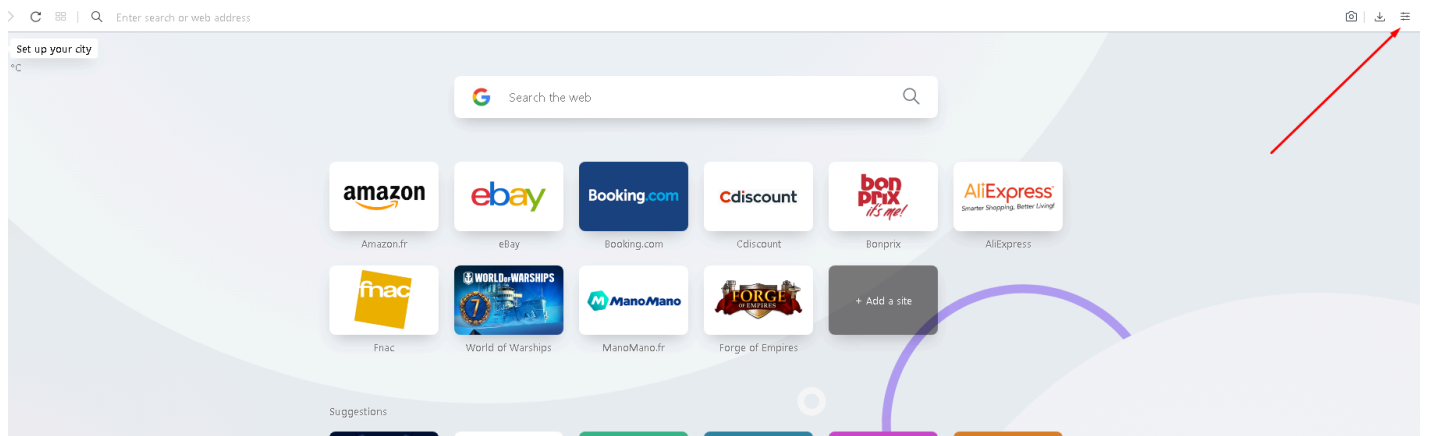 Enter search or web address
Set up your city
°C
Search the web
amazon
ebay
Booking.com
Cdiscount
bon prix it's me!
AliExpress
Smarter Shopping, Better Living!
Amazon.fr
eBay
Booking.com
Cdiscount
Bonprix
AliExpress
fnac
WORLD OF WARSHIPS
7
ManoMano
FORGE OF EMPIRES
+ Add a site
Fnac
World of Warships
ManoMano.fr
Forge of Empires
Suggestions